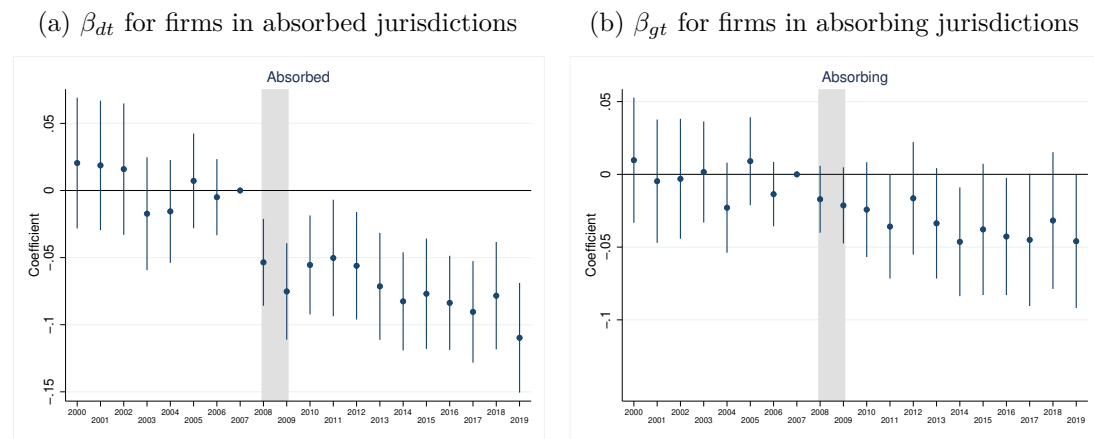 (a) βdt for firms in absorbed jurisdictions
Absorbed
Coefficient
.05
0
-.05
-.1
-.15
2000 2001 2002 2003 2004 2005 2006 2007 2008 2009 2010 2011 2012 2013 2014 2015 2016 2017 2018 2019
(b) βgt for firms in absorbing jurisdictions
Absorbing
Coefficient
.05
0
-.05
-.1
2000 2001 2002 2003 2004 2005 2006 2007 2008 2009 2010 2011 2012 2013 2014 2015 2016 2017 2018 2019